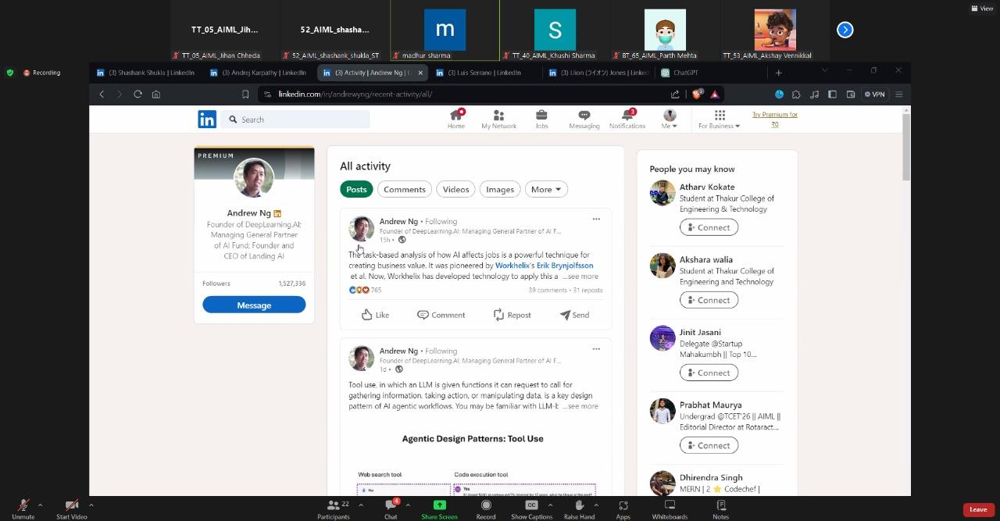 View
TT_05_AIML_Jih...
52_AIML_shasha...
m
S
TT_05_AIML_Jihan Chheda
52_AIML_shashank_shukla_ST
madhur sharma
TT_40_AIML_Khushi Sharma
BT_65_AIML_Parth Mehta
TT_53_AIML_Akshay Vennikkal
Recording
(3) Shashank Shukla | LinkedIn
(3) Andrej Karpathy | LinkedIn
(3) Activity | Andrew Ng | L
(3) Luis Serrano | LinkedIn
(3) Llion (ライオン) Jones | Linke
ChatGPT
linkedin.com/in/andrewyng/recent-activity/all/
VPN
in
Search
Home
My Network
Jobs
Messaging
3
Notifications
Me
For Business
Try Premium for
₹0
PREMIUM
Andrew Ng
Founder of DeepLearning.AI;
Managing General Partner
of AI Fund; Founder and
CEO of Landing AI
Followers 1,527,336
Message
All activity
Posts
Comments
Videos
Images
More
Andrew Ng • Following
Founder of DeepLearning.AI; Managing General Partner of AI F...
15h •
The task-based analysis of how AI affects jobs is a powerful technique for
creating business value. It was pioneered by Workhelix's Erik Brynjolfsson
et al. Now, Workhelix has developed technology to apply this a ...see more
765
39 comments • 31 reposts
Like
Comment
Repost
Send
Andrew Ng • Following
Founder of DeepLearning.AI; Managing General Partner of AI F...
1d •
Tool use, in which an LLM is given functions it can request to call for
gathering information, taking action, or manipulating data, is a key design
pattern of AI agentic workflows. You may be familiar with LLM-b ...see more
Agentic Design Patterns: Tool Use
Web search tool
Code execution tool
You
You
People you may know
Atharv Kokate
Student at Thakur College of
Engineering & Technology
Connect
Akshara walia
Student at Thakur College of
Engineering and Technology
Connect
Jinit Jasani
Delegate @Startup
Mahakumbh || Top 10...
Connect
Prabhat Maurya
Undergrad @TCET'26 || AIML ||
Editorial Director at Rotaract...
Connect
Dhirendra Singh
MERN | 2 ⭐ Codechef |
Unmute
Start Video
22
Participants
4
Chat
Share Screen
Record
CC
Show Captions
Raise Hand
Apps
Whiteboards
Notes
Leave